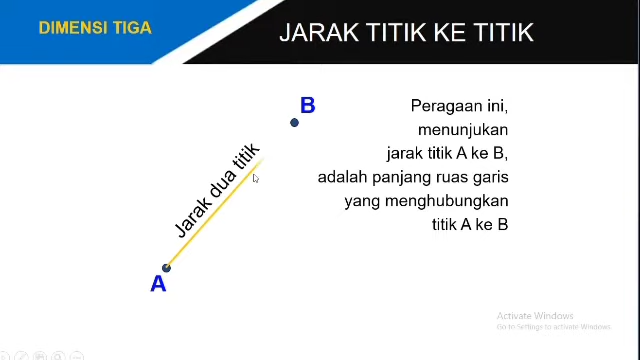 DIMENSI TIGA
JARAK TITIK KE TITIK
B
Jarak dua titik
A
Peragaan ini,
menunjukan
jarak titik A ke B,
adalah panjang ruas garis
yang menghubungkan
titik A ke B
Activate Windows
Go to Settings to activate Windows.